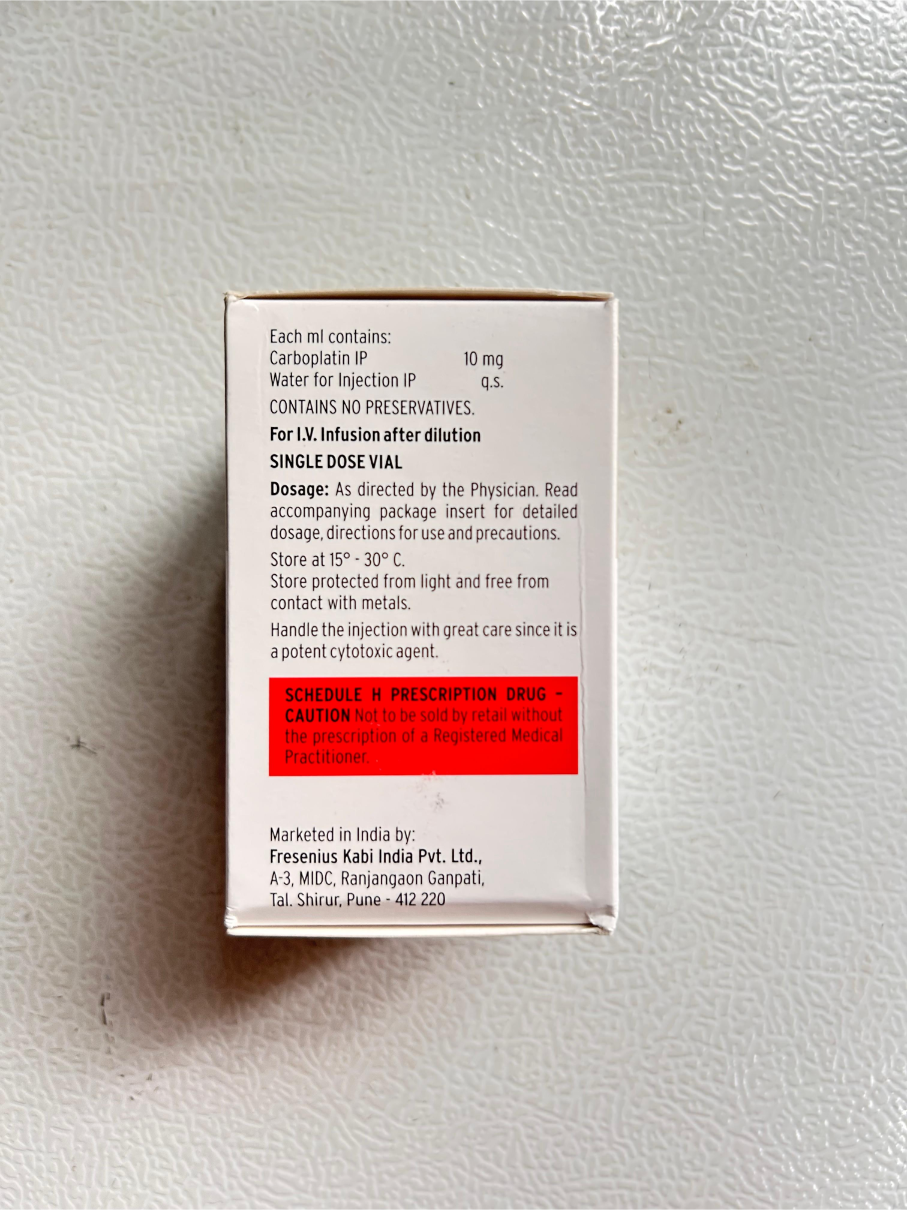 Each ml contains:
Carboplatin IP 10 mg
Water for Injection IP q.s.
CONTAINS NO PRESERVATIVES.
For I.V. Infusion after dilution
SINGLE DOSE VIAL
Dosage: As directed by the Physician. Read
accompanying package insert for detailed
dosage, directions for use and precautions.
Store at 15° - 30° C.
Store protected from light and free from
contact with metals.
Handle the injection with great care since it is
a potent cytotoxic agent.
SCHEDULE H PRESCRIPTION DRUG -
CAUTION Not to be sold by retail without
the prescription of a Registered Medical
Practitioner.
Marketed in India by:
Fresenius Kabi India Pvt. Ltd.,
A-3, MIDC, Ranjangaon Ganpati,
Tal. Shirur, Pune - 412 220